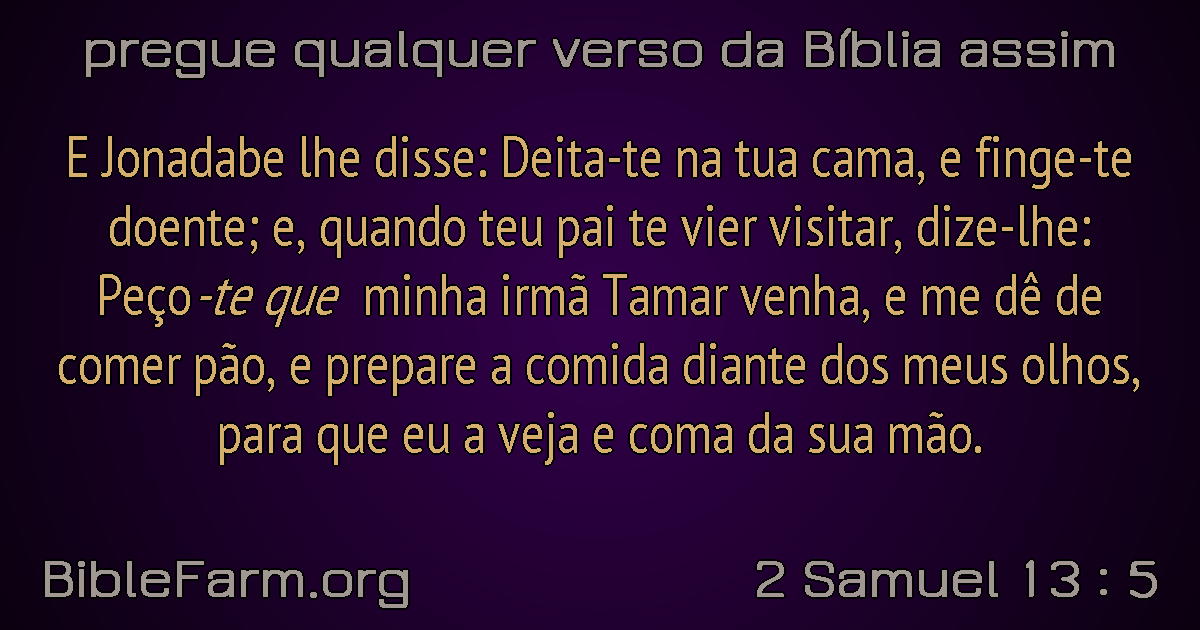 pregue qualquer verso da Bíblia assim
E Jonadabe lhe disse: Deita-te na tua cama, e finge-te
doente; e, quando teu pai te vier visitar, dize-lhe:
Peço-te que minha irmã Tamar venha, e me dê de
comer pão, e prepare a comida diante dos meus olhos,
para que eu a veja e coma da sua mão.
BibleFarm.org
2 Samuel 13 : 5